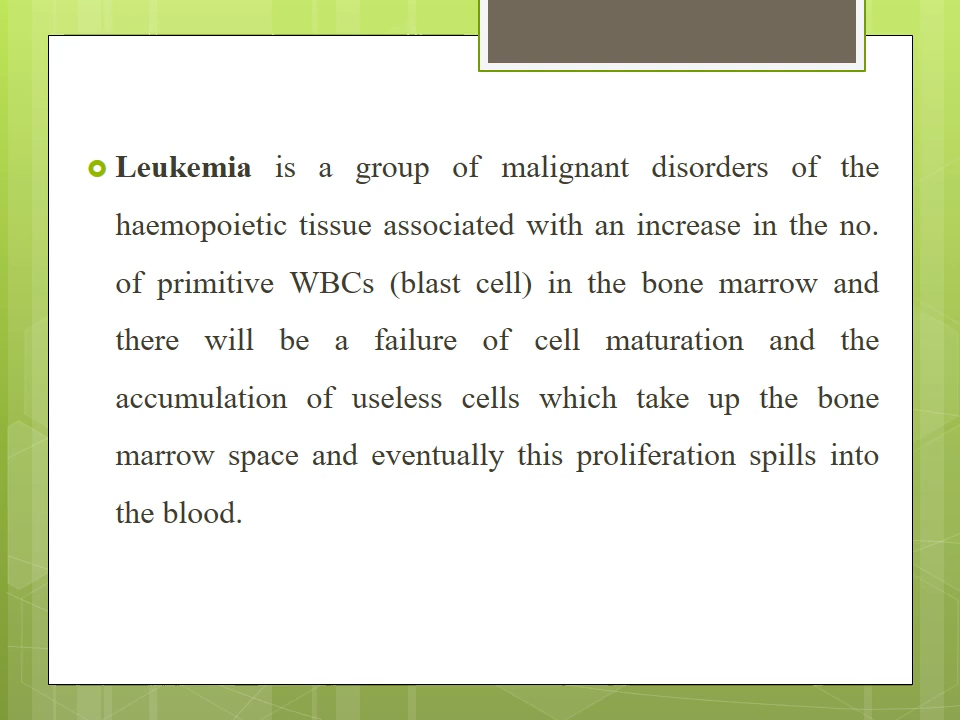 Leukemia is a group of malignant disorders of the
haemopoietic tissue associated with an increase in the no.
of primitive WBCs (blast cell) in the bone marrow and
there will be a failure of cell maturation and the
accumulation of useless cells which take up the bone
marrow space and eventually this proliferation spills into
the blood.